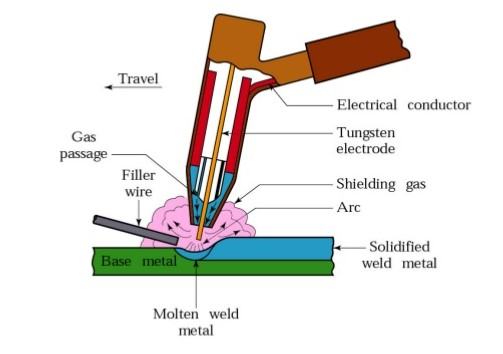 Travel
Electrical conductor
Tungsten
electrode
Gas
passage
Filler
wire
Shielding gas
Arc
Solidified
weld metal
Base metal
Molten weld
metal